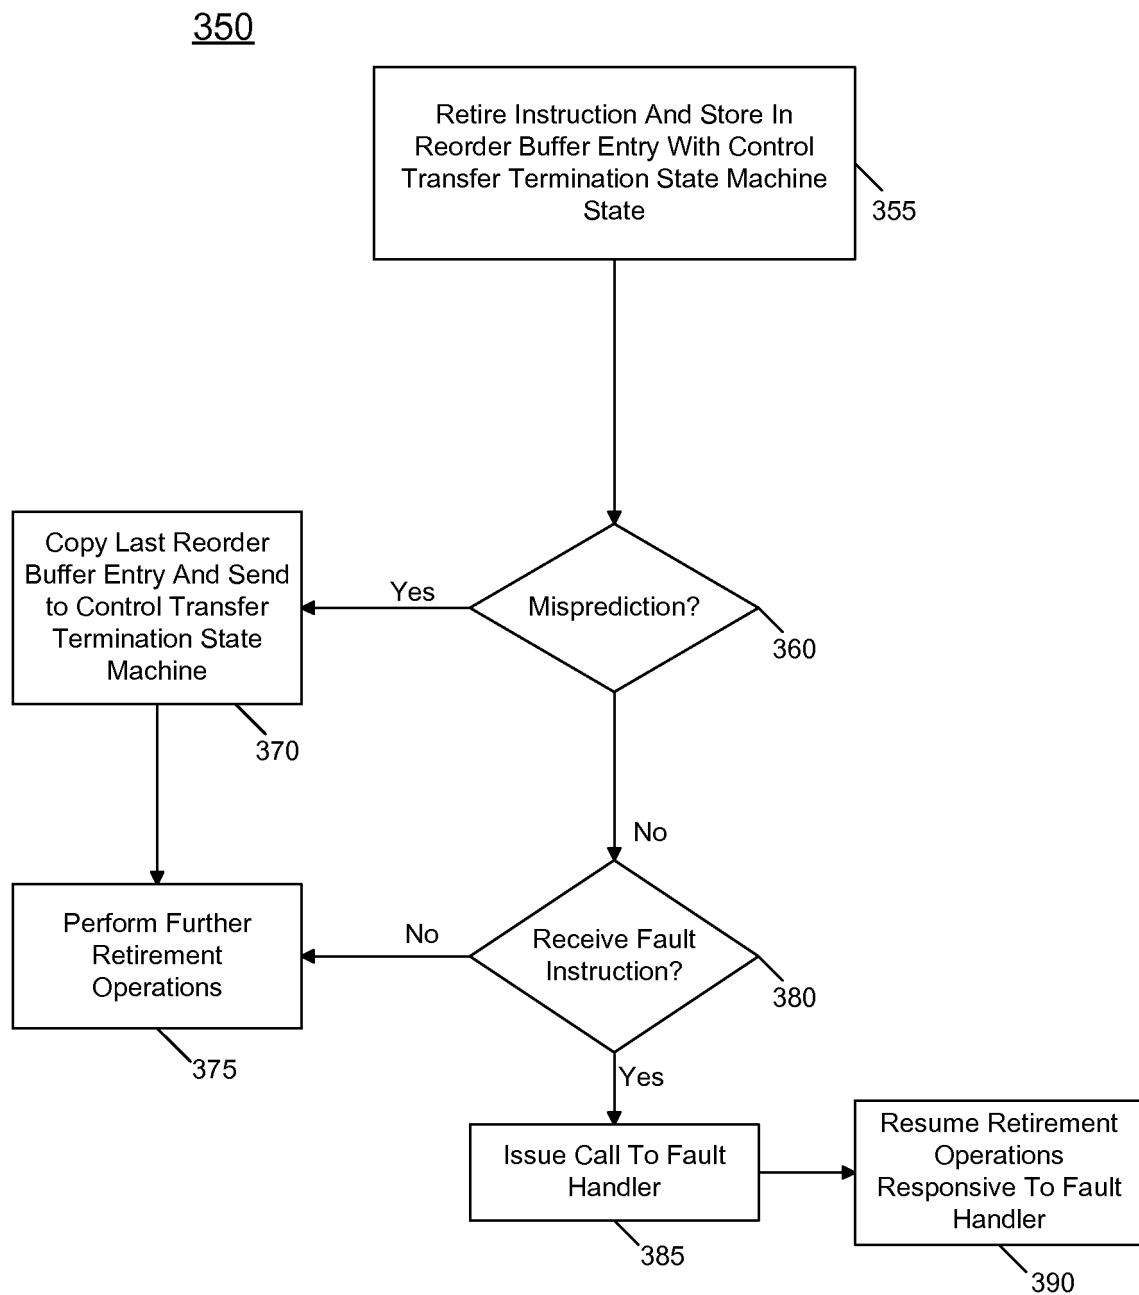 350
Retire Instruction And Store In
Reorder Buffer Entry With Control
Transfer Termination State Machine
State
355
Copy Last Reorder
Buffer Entry And Send
to Control Transfer
Termination State
Machine
370
Yes
Misprediction?
360
No
Perform Further
Retirement
Operations
375
No
Receive Fault
Instruction?
380
Yes
Issue Call To Fault
Handler
385
Resume Retirement
Operations
Responsive To Fault
Handler
390